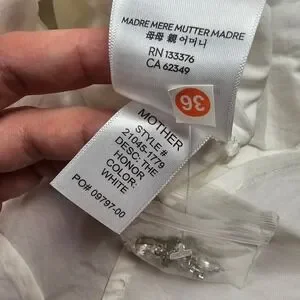 MADRE MERE MUTTER MADRE
母母 親 어머니
RN 133376
CA 62349
36
MOTHER
STYLE #
21045-1779
DESC: THE
HONOR
COLOR:
WHITE
PO# 09797-00